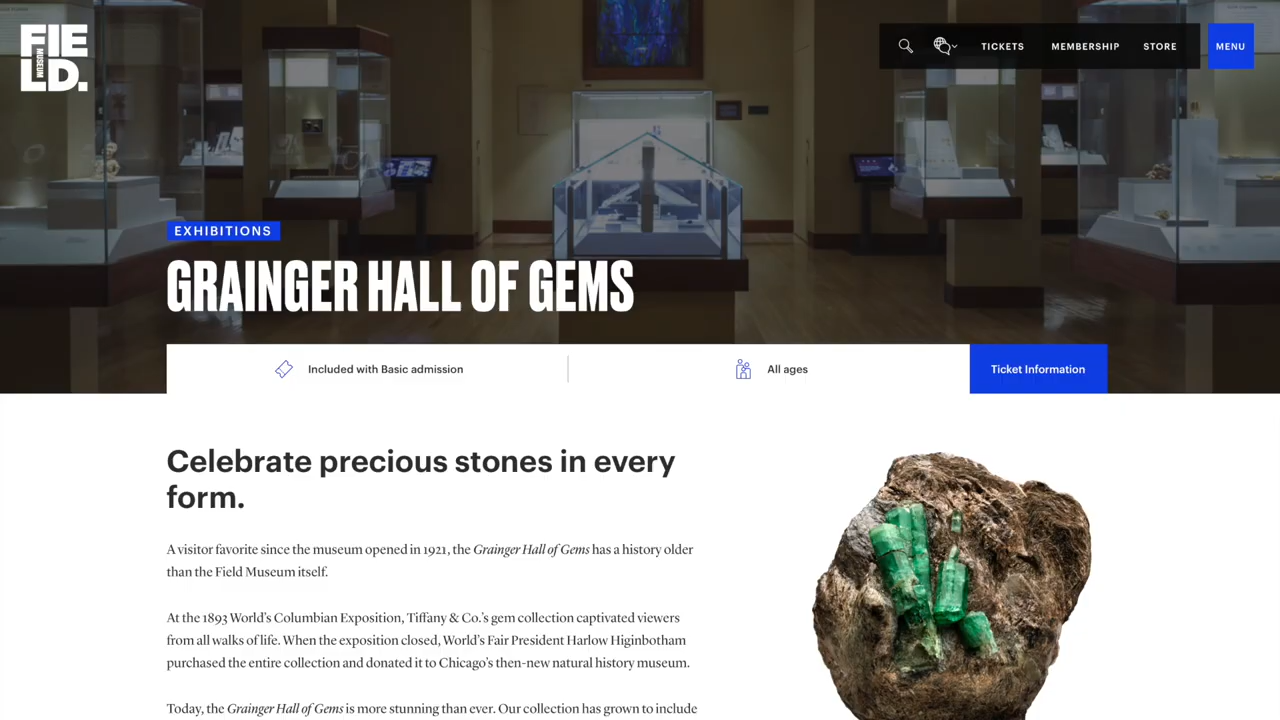 FIELD.
MUSEUM
TICKETS
MEMBERSHIP
STORE
MENU
EXHIBITIONS
GRAINGER HALL OF GEMS
Included with Basic admission
All ages
Ticket Information
Celebrate precious stones in every
form.
A visitor favorite since the museum opened in 1921, the Grainger Hall of Gems has a history older
than the Field Museum itself.
At the 1893 World’s Columbian Exposition, Tiffany & Co.’s gem collection captivated viewers
from all walks of life. When the exposition closed, World’s Fair President Harlow Higinbotham
purchased the entire collection and donated it to Chicago’s then-new natural history museum.
Today, the Grainger Hall of Gems is more stunning than ever. Our collection has grown to include